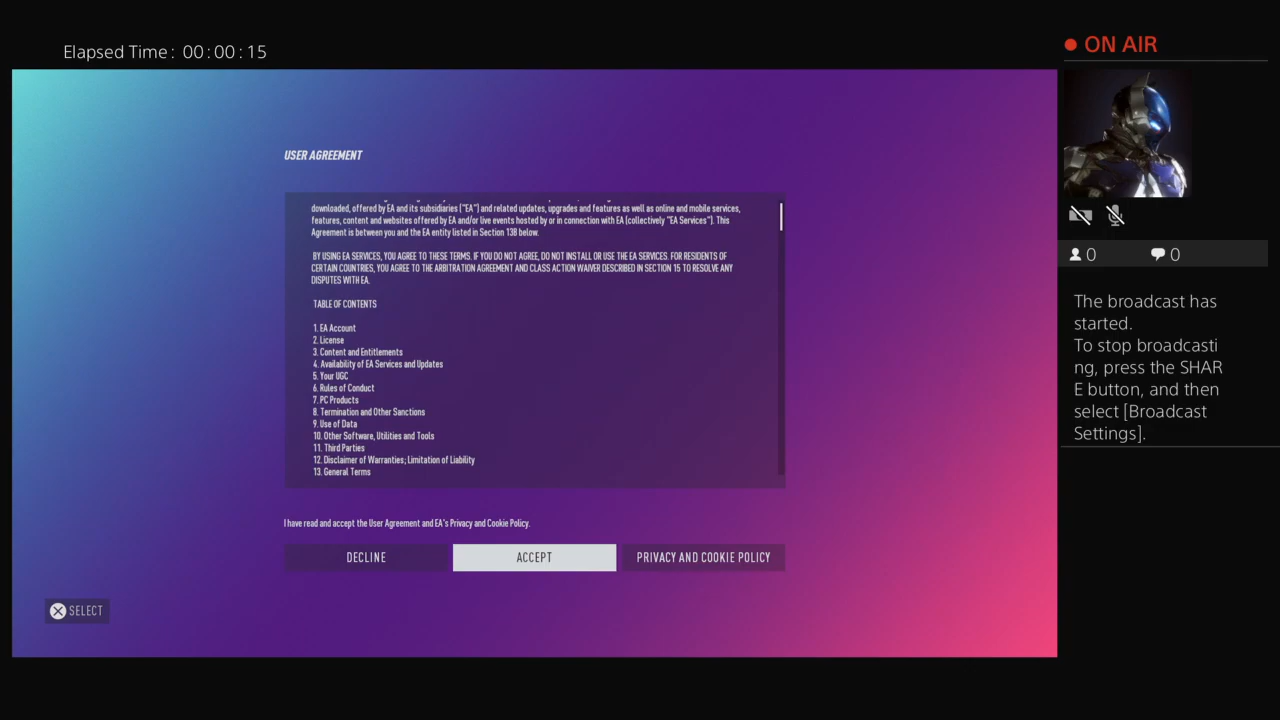 Elapsed Time: 00:00:15
ON AIR
USER AGREEMENT
downloaded, offered by EA and its subsidiaries ("EA") and related updates, upgrades and features as well as online and mobile services,
features, content and websites offered by EA and/or live events hosted by or in connection with EA (collectively "EA Services"). This
Agreement is between you and the EA entity listed in Section 13B below.
BY USING EA SERVICES, YOU AGREE TO THESE TERMS. IF YOU DO NOT AGREE, DO NOT INSTALL OR USE THE EA SERVICES. FOR RESIDENTS OF
CERTAIN COUNTRIES, YOU AGREE TO THE ARBITRATION AGREEMENT AND CLASS ACTION WAIVER DESCRIBED IN SECTION 15 TO RESOLVE ANY
DISPUTES WITH EA.
TABLE OF CONTENTS
1. EA Account
2. License
3. Content and Entitlements
4. Availability of EA Services and Updates
5. Your UGC
6. Rules of Conduct
7. PC Products
8. Termination and Other Sanctions
9. Use of Data
10. Other Software, Utilities and Tools
11. Third Parties
12. Disclaimer of Warranties; Limitation of Liability
13. General Terms
I have read and accept the User Agreement and EA's Privacy and Cookie Policy.
DECLINE
ACCEPT
PRIVACY AND COOKIE POLICY
SELECT
0
0
The broadcast has
started.
To stop broadcasti
ng, press the SHAR
E button, and then
select [Broadcast
Settings].